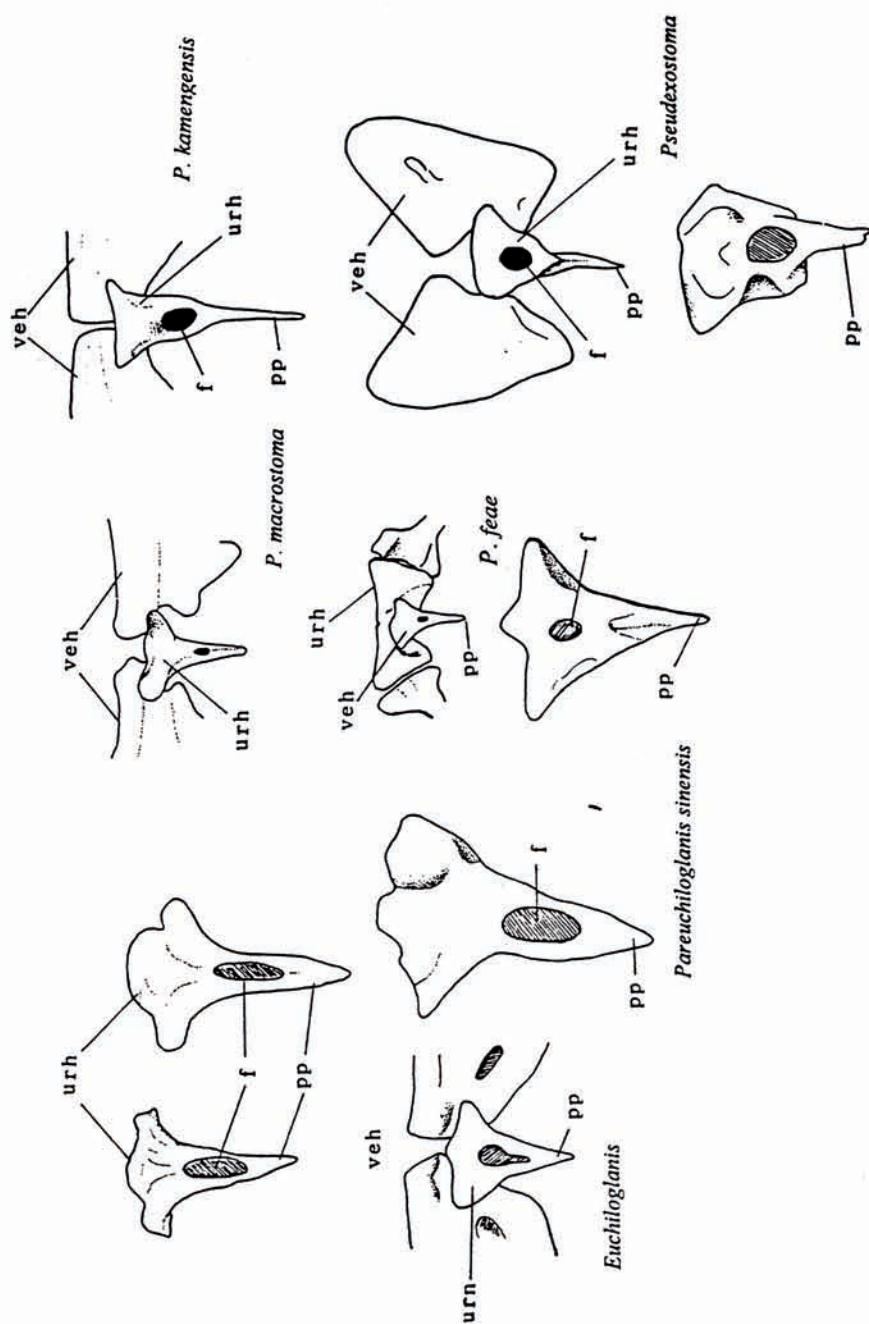 urh
f
pp
veh
urh
P. macrostoma
veh
urh
f
pp
P. kamengensis
veh
urn
pp
Euchiloglanis
f
pp
Pareuchiloglanis sinensis
urh
veh
pp
P. feae
f
pp
veh
urh
f
pp
Pseudexostoma
pp